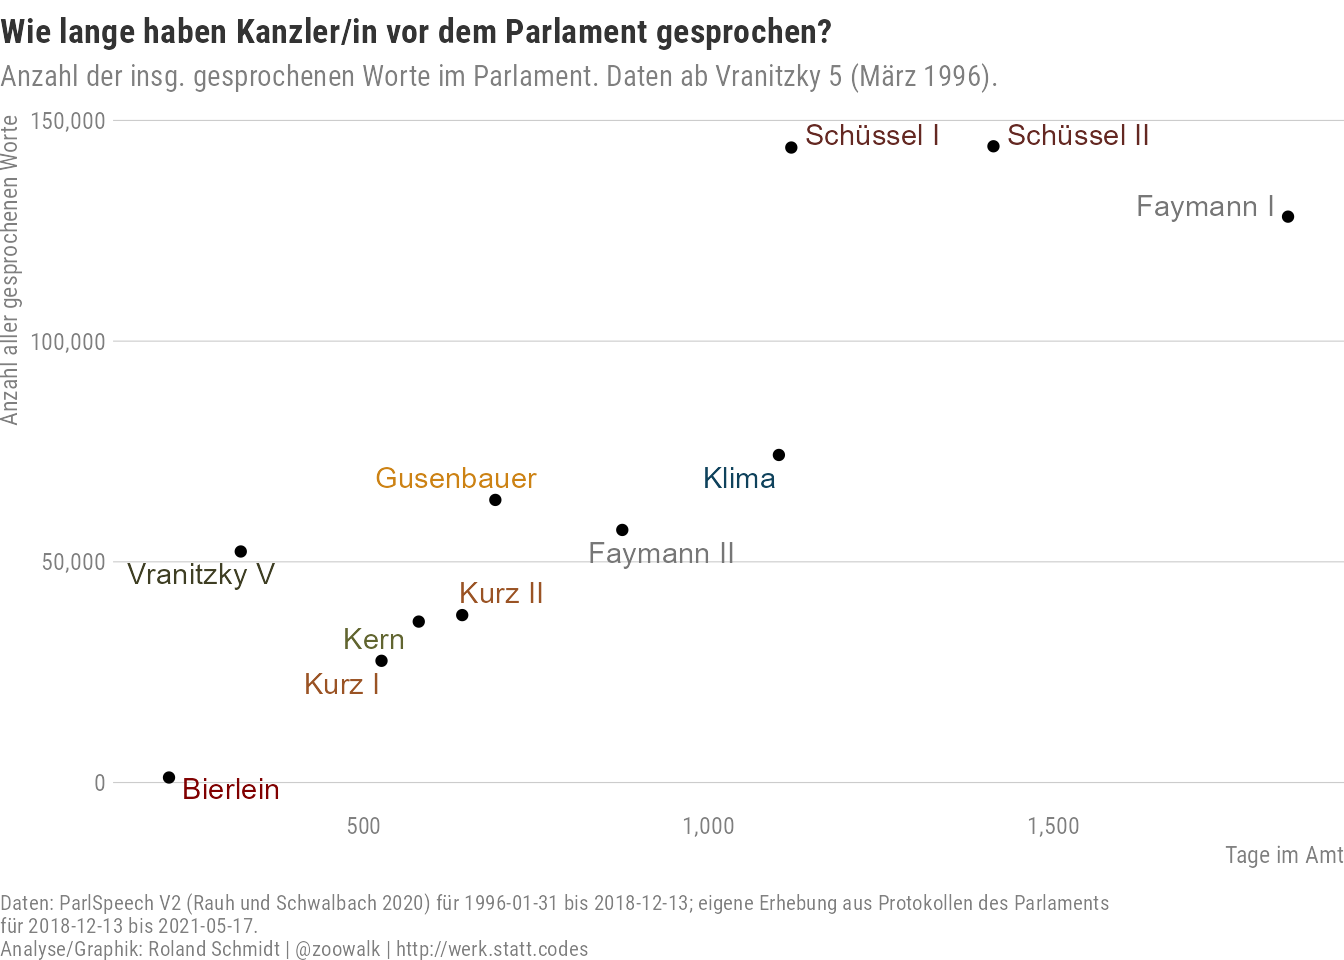 Wie lange haben Kanzler/in vor dem Parlament gesprochen?
Anzahl der insg. gesprochenen Worte im Parlament. Daten ab Vranitzky 5 (März 1996).
Anzahl aller gesprochenen Worte
150,000
Schüssel I
Schüssel II
Faymann I
100,000
Gusenbauer
Klima
50,000
Faymann II
Vranitzky V
Kurz II
Kern
Kurz I
0
Bierlein
500
1,000
1,500
Tage im Amt
Daten: ParlSpeech V2 (Rauh und Schwalbach 2020) für 1996-01-31 bis 2018-12-13; eigene Erhebung aus Protokollen des Parlaments
für 2018-12-13 bis 2021-05-17.
Analyse/Graphik: Roland Schmidt | @zoowalk | http://werk.statt.codes